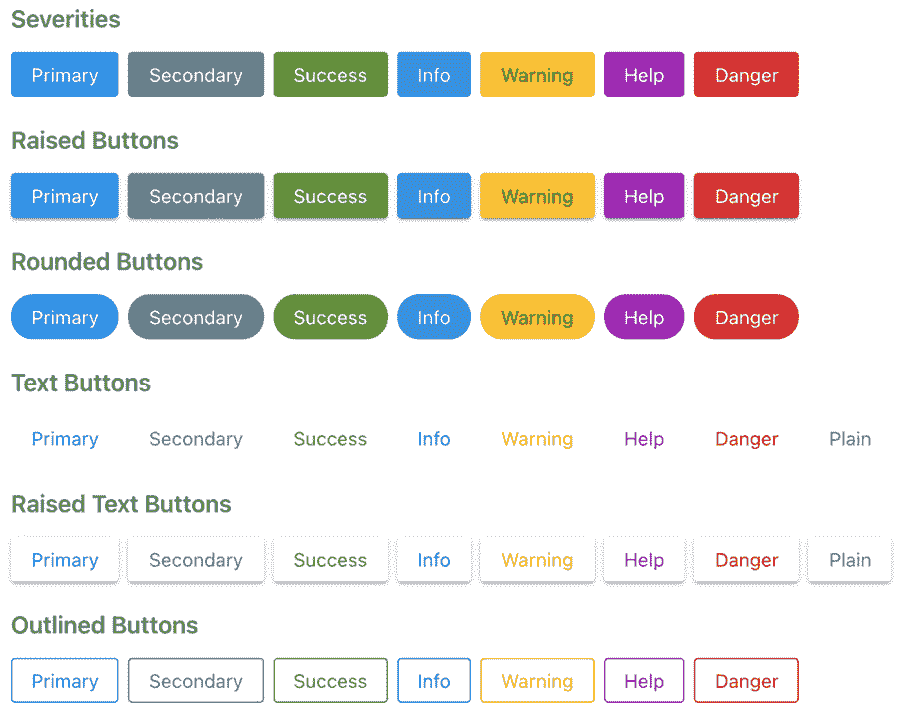 Severities
Primary Secondary Success Info Warning Help Danger
Raised Buttons
Primary Secondary Success Info Warning Help Danger
Rounded Buttons
Primary Secondary Success Info Warning Help Danger
Text Buttons
Primary Secondary Success Info Warning Help Danger Plain
Raised Text Buttons
Primary Secondary Success Info Warning Help Danger Plain
Outlined Buttons
Primary Secondary Success Info Warning Help Danger